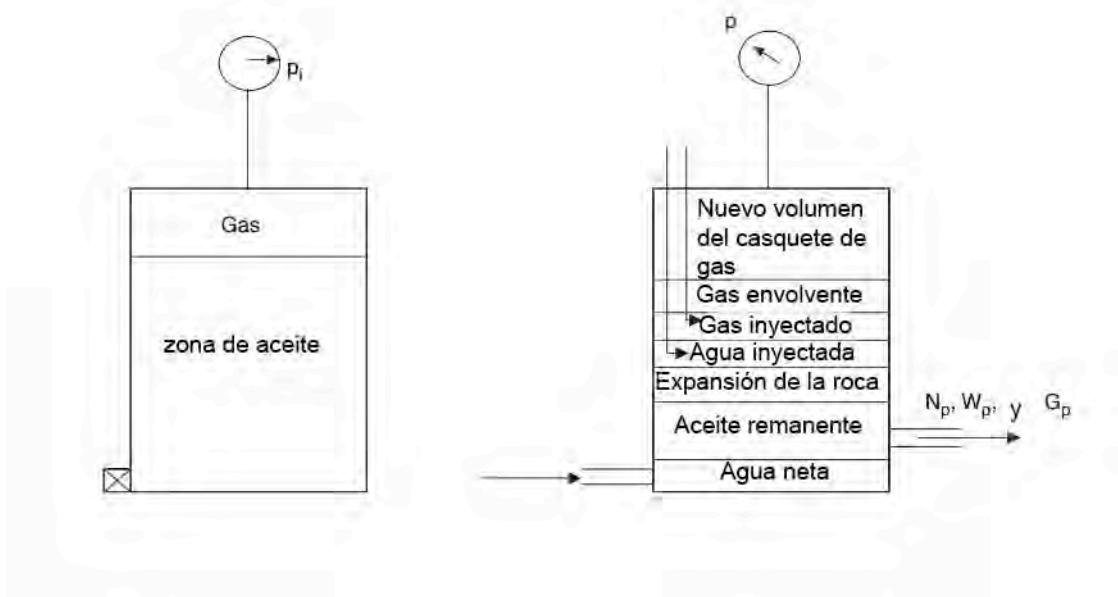 pᵢ
Gas
zona de aceite
p
Nuevo volumen
del casquete de
gas
Gas envolvente
Gas inyectado
Agua inyectada
Expansión de la roca
Aceite remanente
Nₚ, Wₚ, y Gₚ
Agua neta